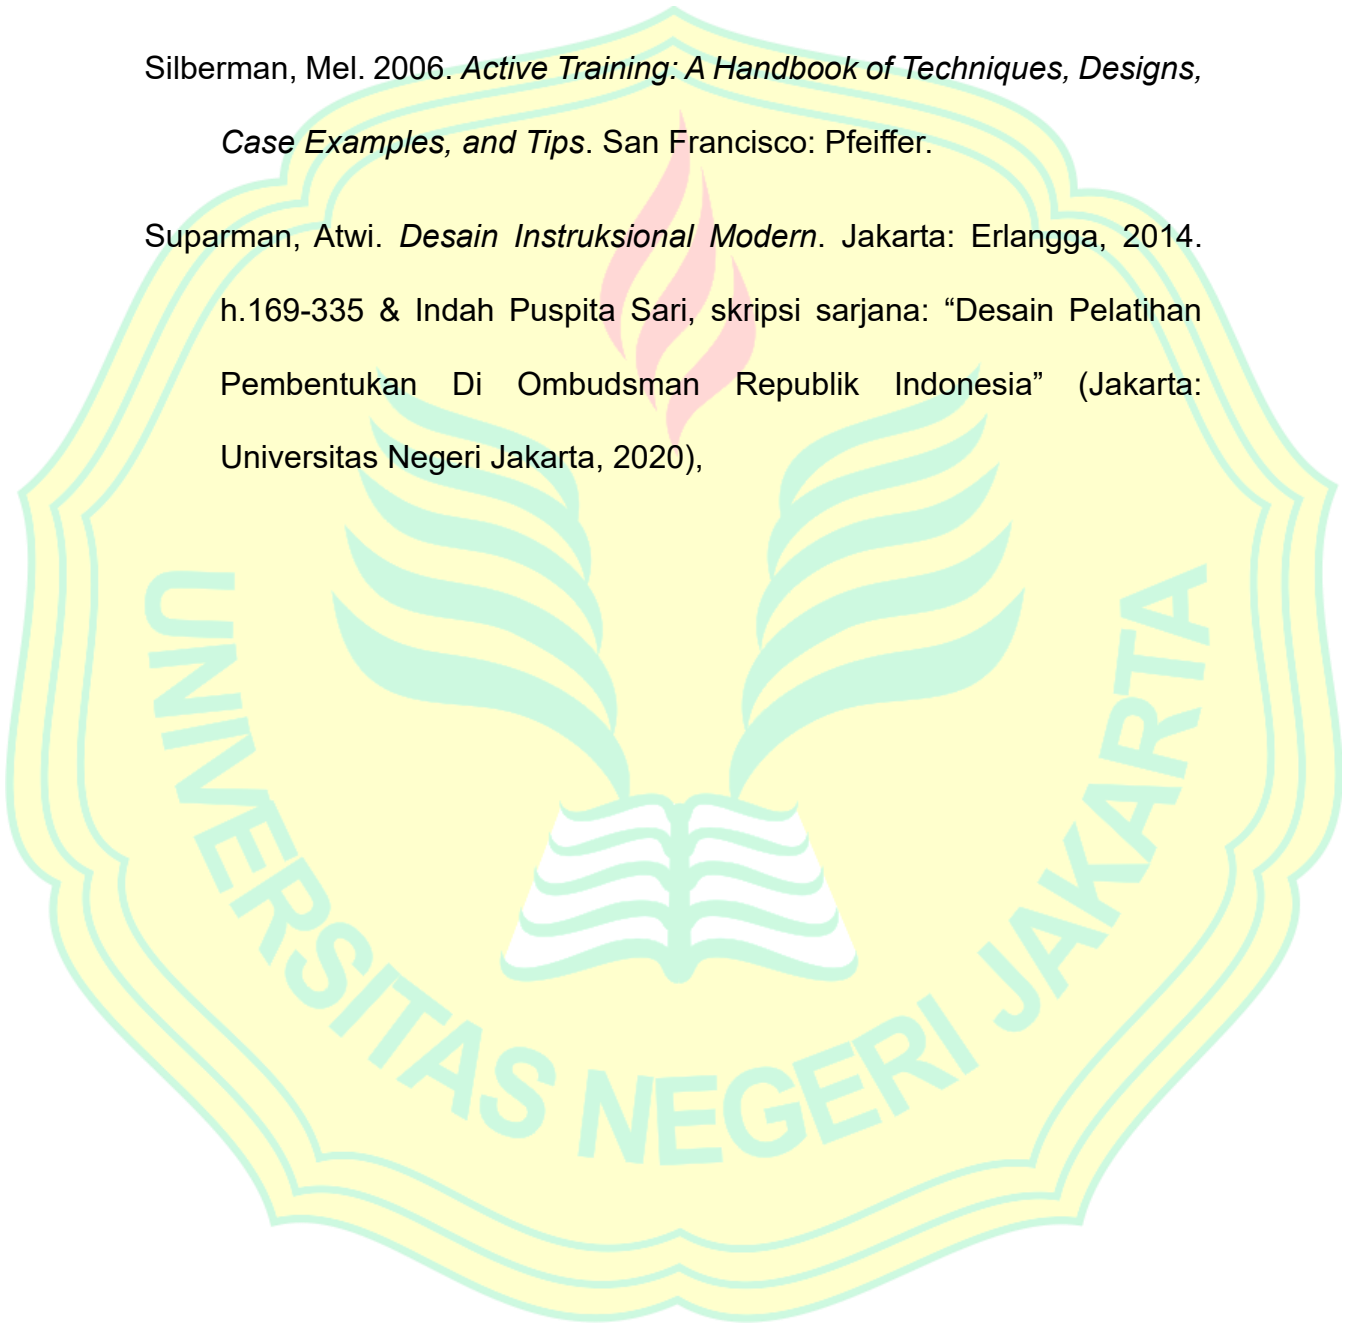 Silberman, Mel. 2006. Active Training: A Handbook of Techniques, Designs,
Case Examples, and Tips. San Francisco: Pfeiffer.
Suparman, Atwi. Desain Instruksional Modern. Jakarta: Erlangga, 2014.
h.169-335 & Indah Puspita Sari, skripsi sarjana: “Desain Pelatihan
Pembentukan Di Ombudsman Republik Indonesia” (Jakarta:
Universitas Negeri Jakarta, 2020),
UNIVERSITAS NEGERI JAKARTA